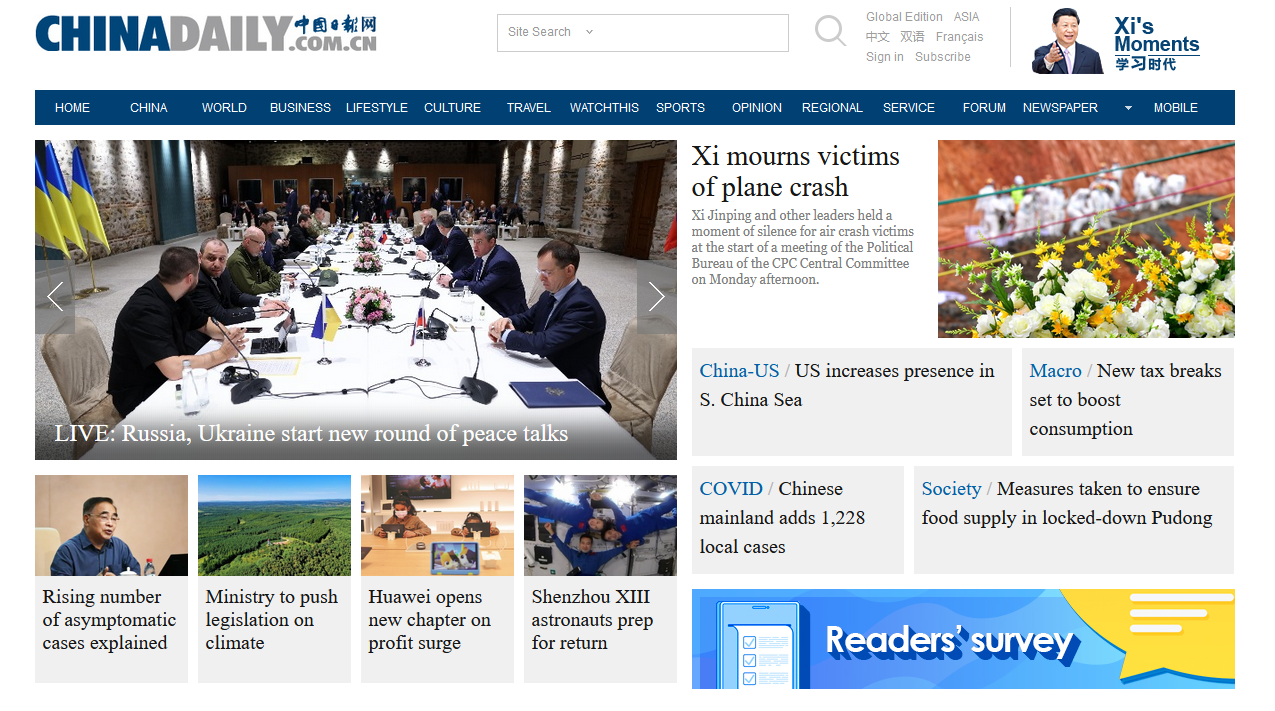 CHINADAILY.COM.CN 中国日报网
Site Search
Global Edition ASIA
中文 双语 Français
Sign in Subscribe
Xi's
Moments
学习时代
HOME CHINA WORLD BUSINESS LIFESTYLE CULTURE TRAVEL WATCHTHIS SPORTS OPINION REGIONAL SERVICE FORUM NEWSPAPER MOBILE
LIVE: Russia, Ukraine start new round of peace talks
Rising number
of asymptomatic
cases explained
Ministry to push
legislation on
climate
Huawei opens
new chapter on
profit surge
Shenzhou XIII
astronauts prep
for return
Xi mourns victims
of plane crash
Xi Jinping and other leaders held a
moment of silence for air crash victims
at the start of a meeting of the Political
Bureau of the CPC Central Committee
on Monday afternoon.
China-US / US increases presence in
S. China Sea
Macro / New tax breaks
set to boost
consumption
COVID / Chinese
mainland adds 1,228
local cases
Society / Measures taken to ensure
food supply in locked-down Pudong
Readers' survey